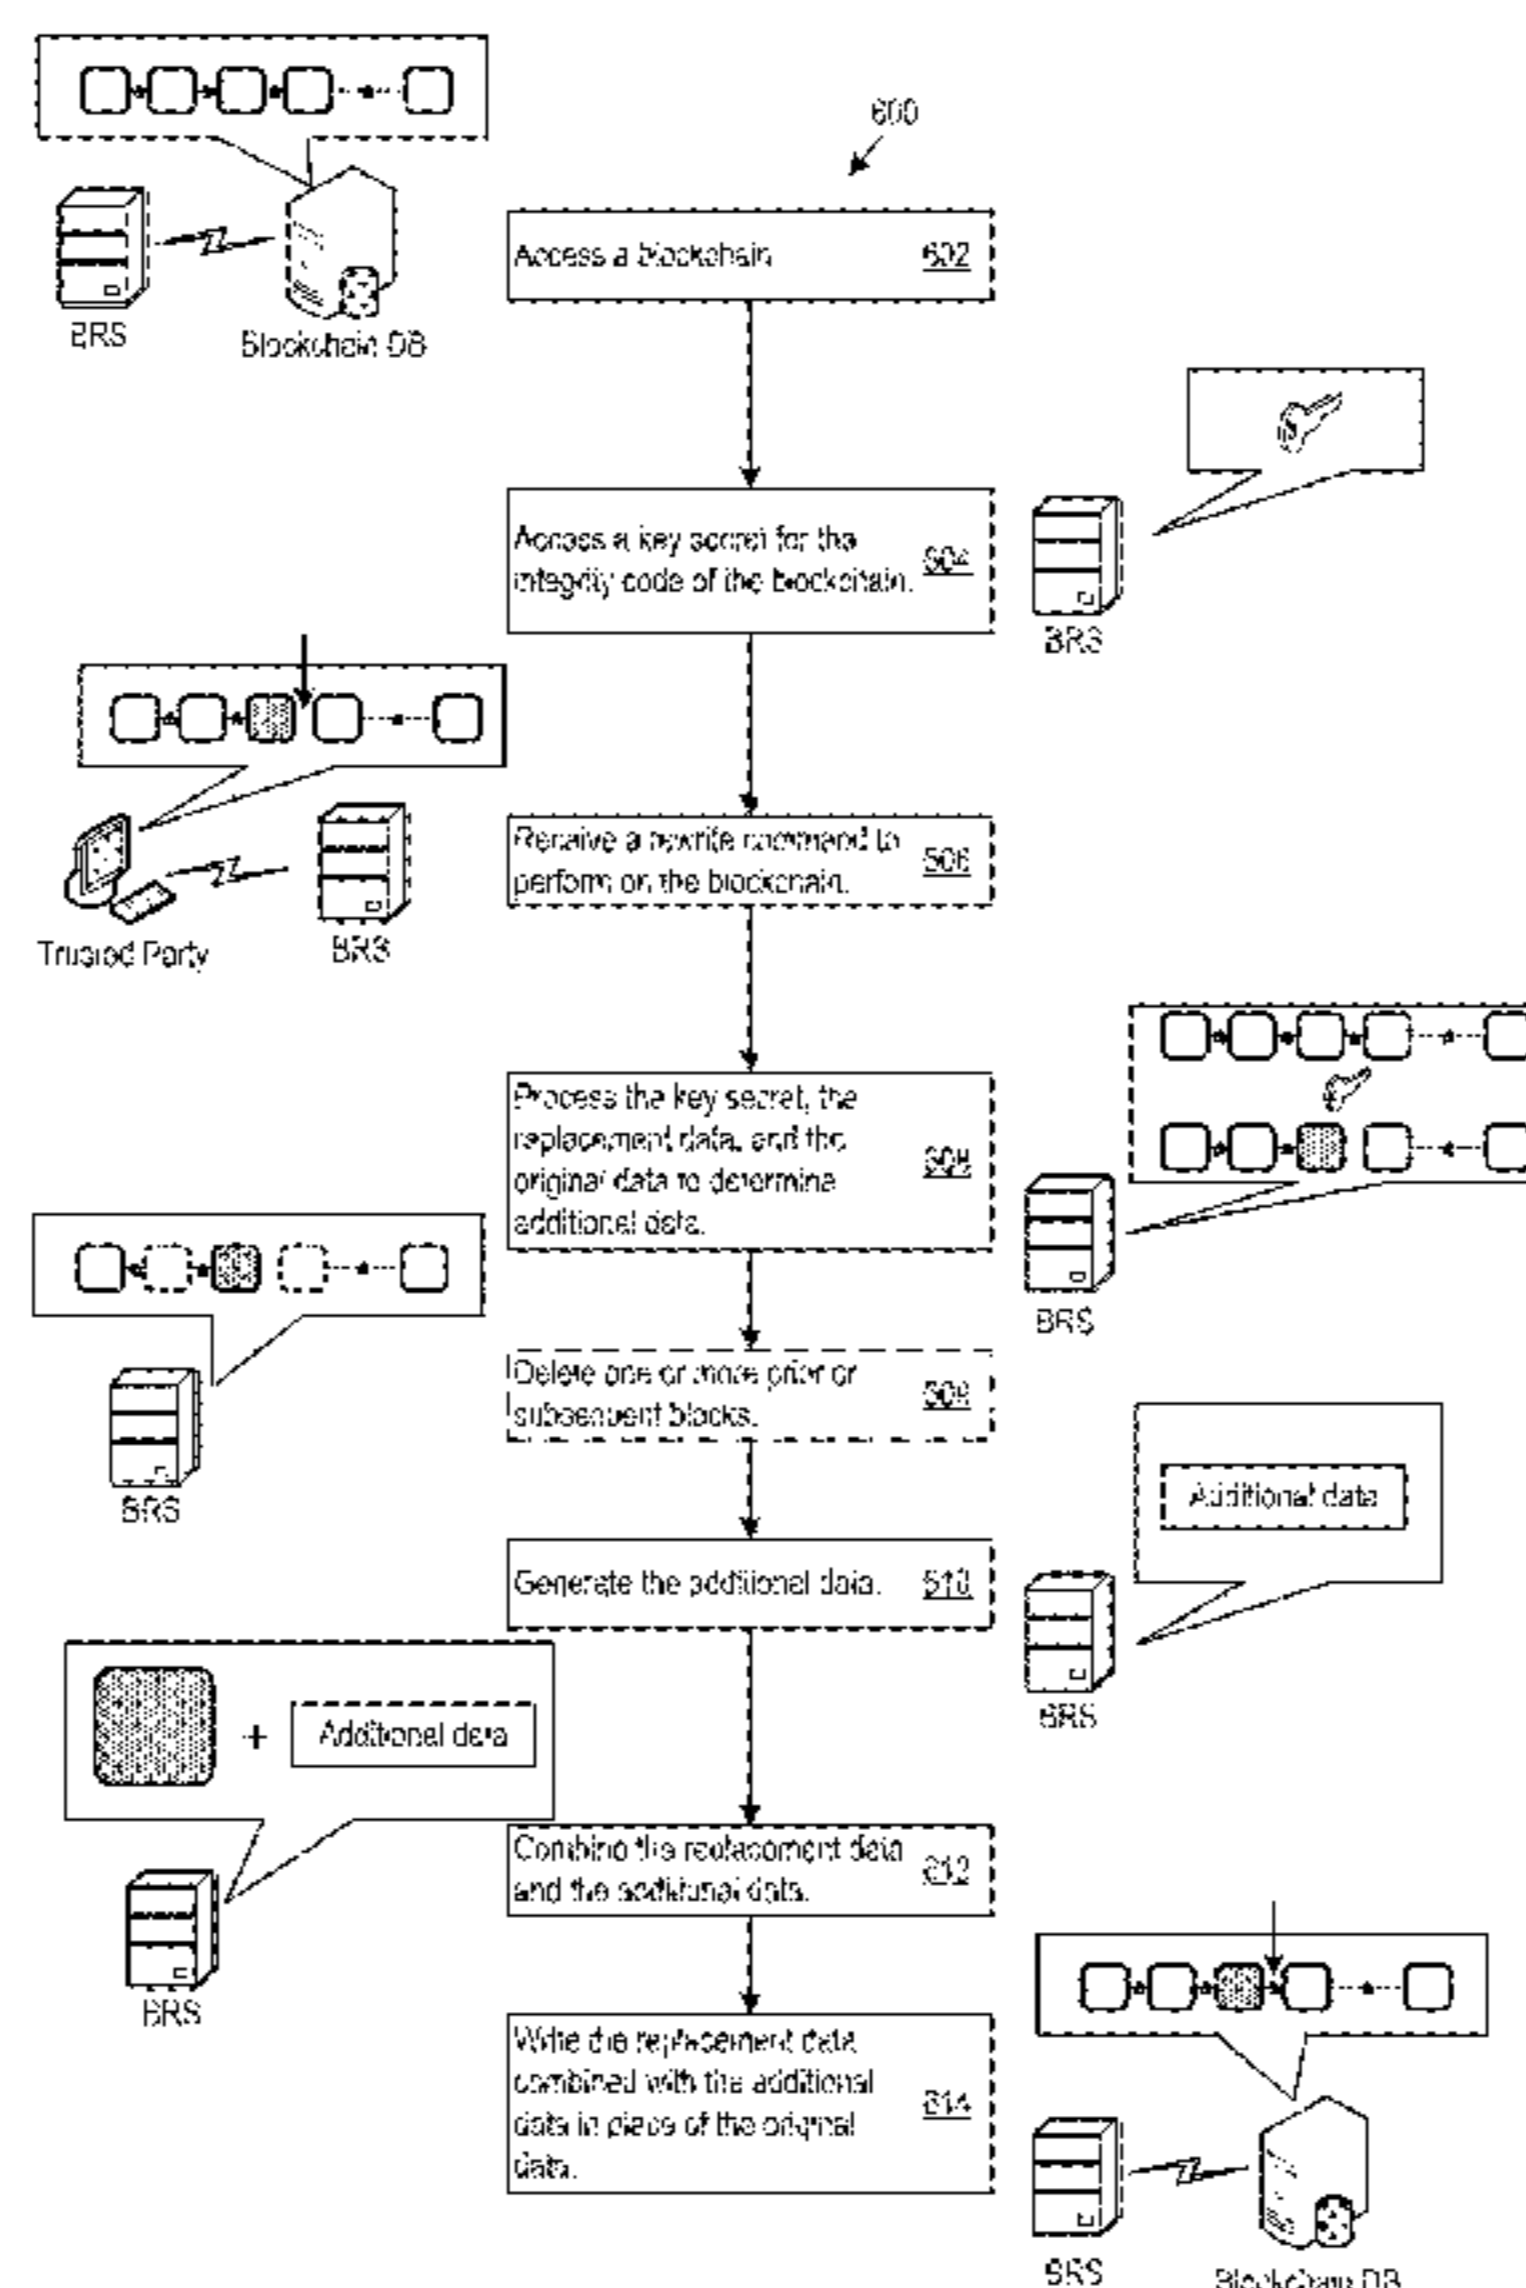 600
Access a blockchain 602
BRS
Blockchain DB
Access a key secret for the
integrity code of the blockchain. 604
BRS
Receive a rewrite command to
perform on the blockchain. 606
Trusted Party
BRS
Process the key secret, the
replacement data, and the
original data to determine
additional data. 608
BRS
Delete one or more prior or
subsequent blocks.
BRS
Additional data
Generate the additional data. 610
BRS
Additional data
Combine the replacement data
and the additional data. 612
BRS
Write the replacement data
combined with the additional
data in place of the original
data. 614
BRS
Blockchain DB